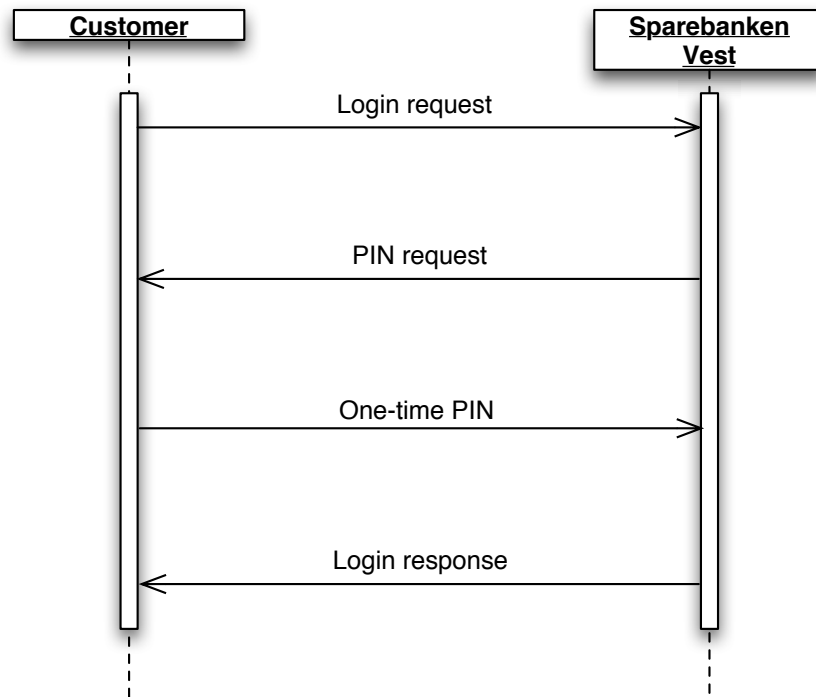 Customer
Sparebanken
Vest
Login request
PIN request
One-time PIN
Login response